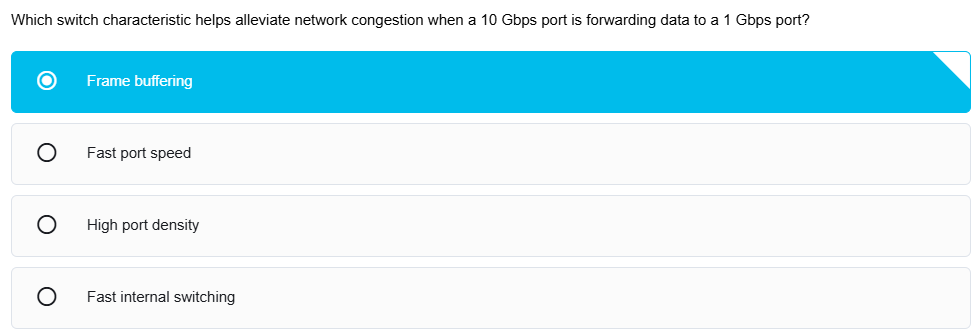 Which switch characteristic helps alleviate network congestion when a 10 Gbps port is forwarding data to a 1 Gbps port?
Frame buffering
Fast port speed
High port density
Fast internal switching